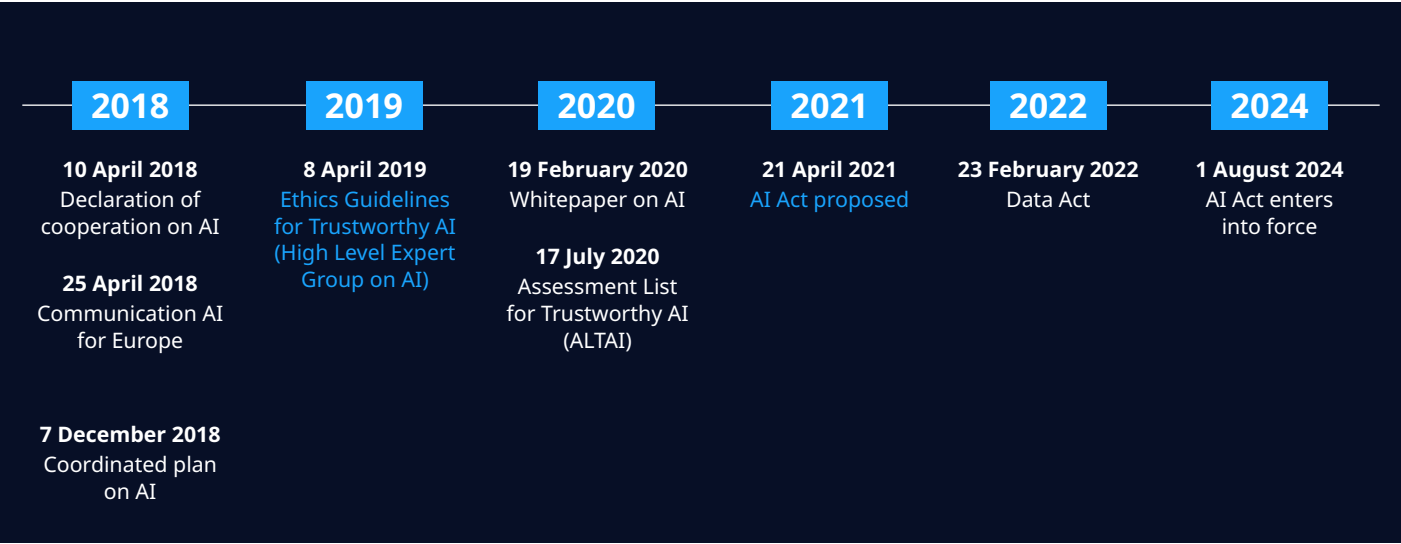 2018
10 April 2018
Declaration of
cooperation on AI
25 April 2018
Communication AI
for Europe
7 December 2018
Coordinated plan
on AI
2019
8 April 2019
Ethics Guidelines
for Trustworthy AI
(High Level Expert
Group on AI)
2020
19 February 2020
Whitepaper on AI
17 July 2020
Assessment List
for Trustworthy AI
(ALTAI)
2021
21 April 2021
AI Act proposed
2022
23 February 2022
Data Act
2024
1 August 2024
AI Act enters
into force